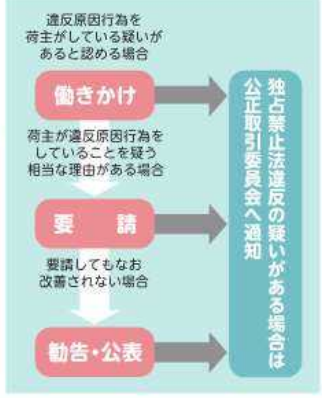 違反原因行為を
荷主がしている疑いが
あると認める場合
働きかけ
荷主が違反原因行為を
していることを疑う
相当な理由がある場合
要 請
要請してもなお
改善されない場合
勧告・公表
独占禁止法違反の疑いがある場合は
公正取引委員会へ通知